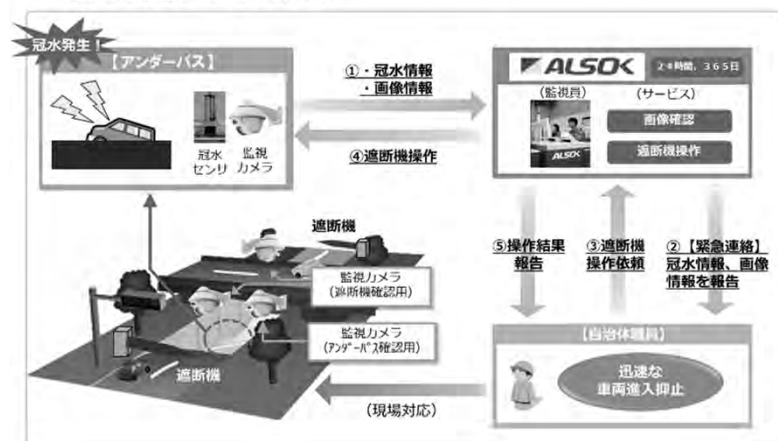 冠水発生！
【アンダーパス】
冠水
センサ
監視
カメラ
①・冠水情報
・画像情報
④遮断機操作
ALSOK
24時間、365日
（監視員）
（サービス）
画像確認
遮断機操作
ALSOK
遮断機
監視カメラ
（遮断機確認用）
監視カメラ
（アンダーパス確認用）
遮断機
⑤操作結果
報告
③遮断機
操作依頼
②【緊急連絡】
冠水情報、画像
情報を報告
【自治体職員】
迅速な
車両進入抑止
（現場対応）